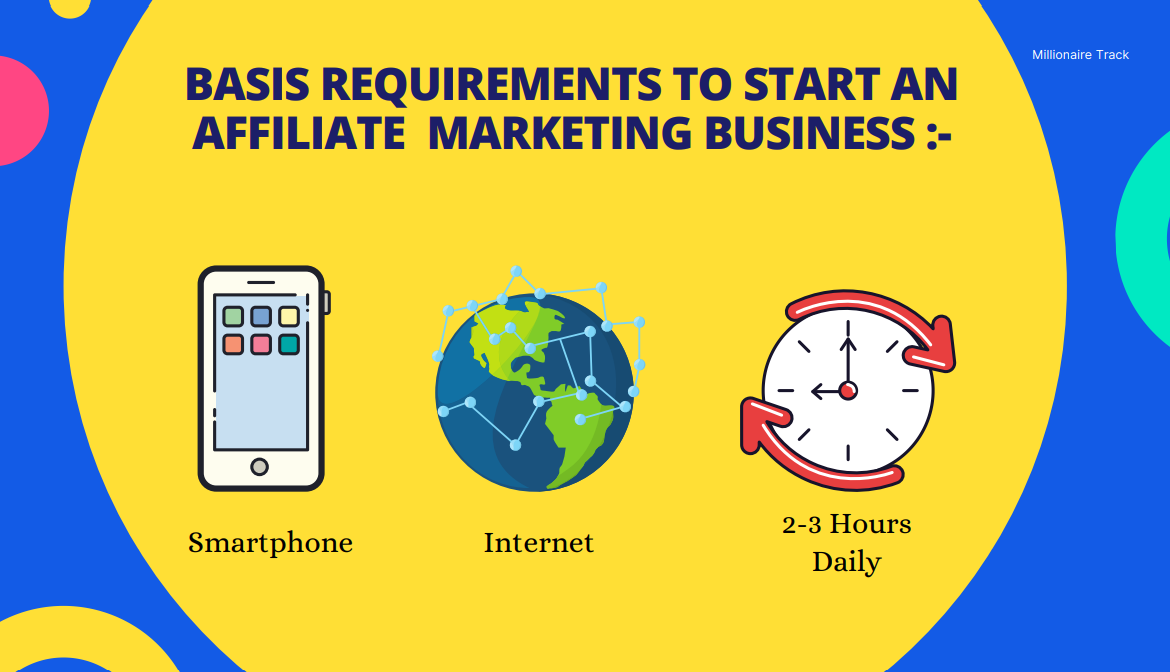 Millionaire Track
BASIS REQUIREMENTS TO START AN
AFFILIATE  MARKETING BUSINESS :-
Smartphone
Internet
2-3 Hours
Daily